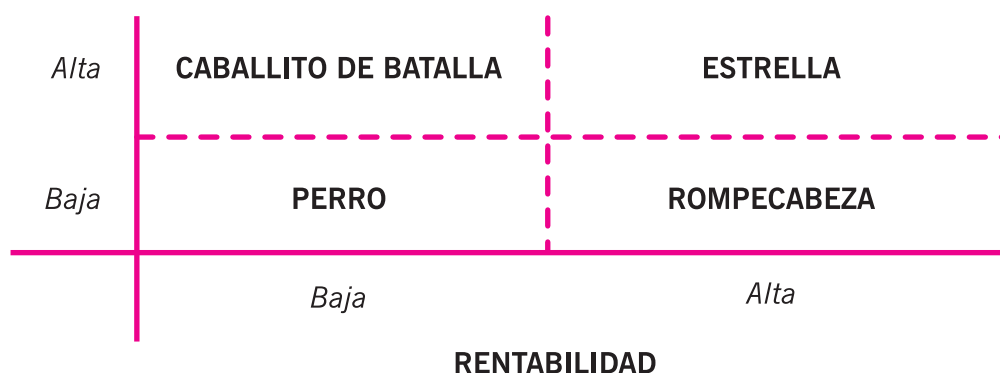 Alta CABALLITO DE BATALLA ESTRELLA
Baja PERRO ROMPECABEZA
Baja Alta
RENTABILIDAD